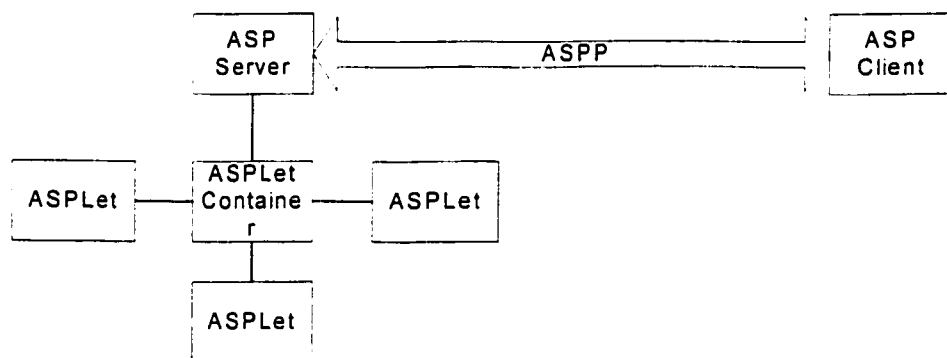 ASP
Server
ASPP
ASP
Client
ASPLet
ASPLet
Containe
r
ASPLet
ASPLet